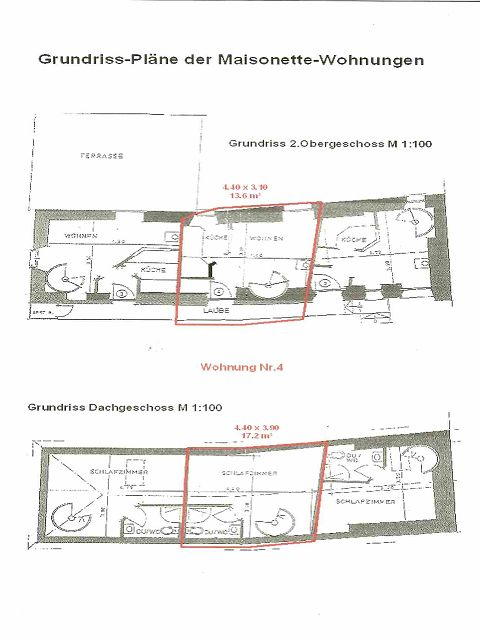 Grundriss-Pläne der Maisonette-Wohnungen
Grundriss 2.Obergeschoss M 1:100
TERRASSE
4.40 x 3.10
13.6 m²
WOHNEN
KÜCHE
WOHNEN
KÜCHE
KÜCHE
LAUBE
Wohnung Nr.4
Grundriss Dachgeschoss M 1:100
4.40 x 3.90
17.2 m²
SCHLAFZIMMER
SCHLAFZIMMER
DU/WC
SCHLAFZIMMER
DU/WC
DU/WC